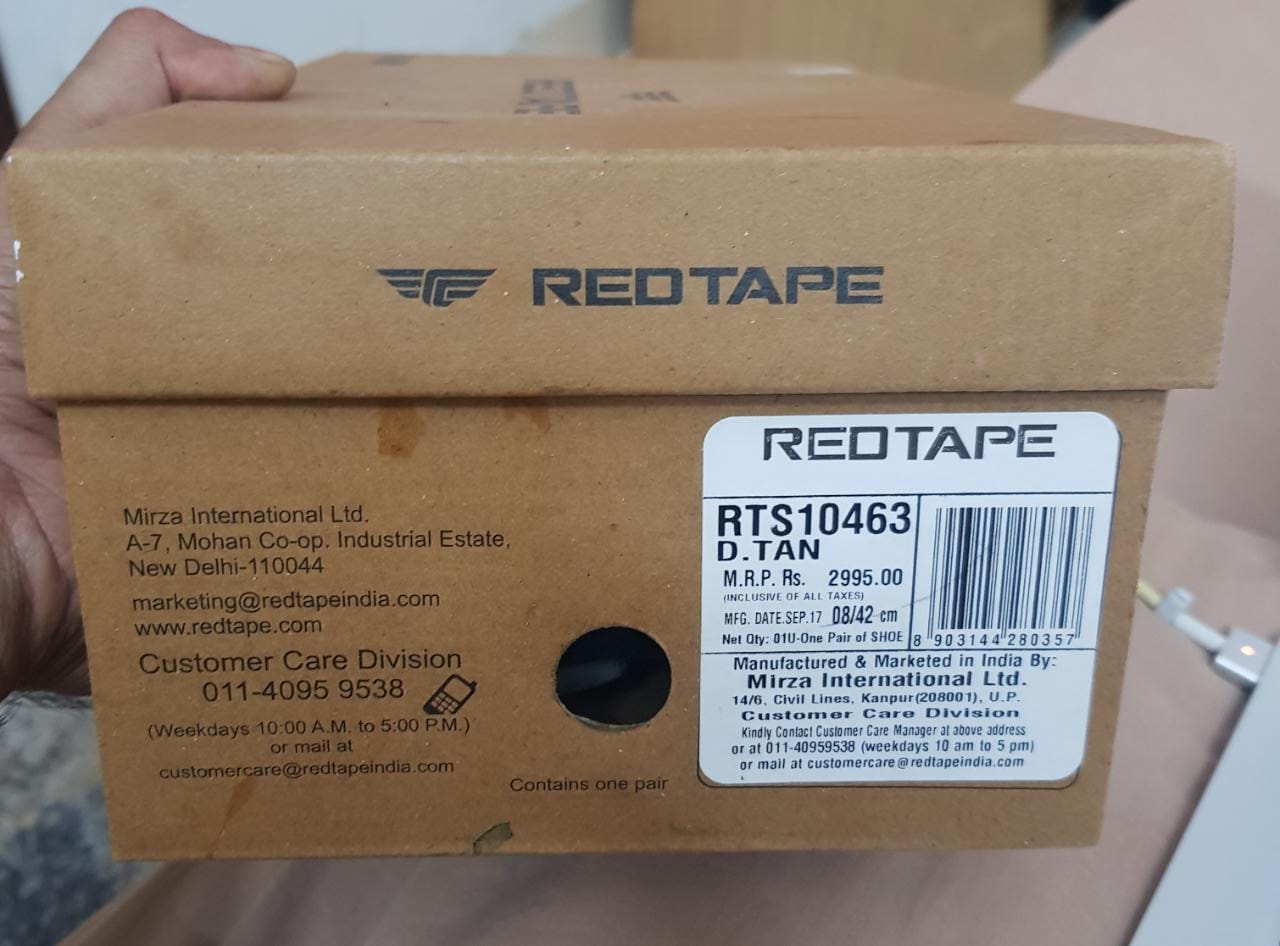 REDTAPE
REDTAPE
Mirza International Ltd.
A-7, Mohan Co-op. Industrial Estate,
New Delhi-110044
marketing@redtapeindia.com
www.redtape.com
Customer Care Division
011-4095 9538
(Weekdays 10:00 A.M. to 5:00 P.M.)
or mail at
customercare@redtapeindia.com
Contains one pair
REDTAPE
RTS10463
D.TAN
M.R.P. Rs. 2995.00
(INCLUSIVE OF ALL TAXES)
MFG. DATE.SEP.17 08/42 cm
Net Qty: 01U-One Pair of SHOE
8 903144 280357
Manufactured & Marketed in India By:
Mirza International Ltd.
14/6, Civil Lines, Kanpur(208001), U.P.
Customer Care Division
Kindly Contact Customer Care Manager at above address
or at 011-40959538 (weekdays 10 am to 5 pm)
or mail at customercare@redtapeindia.com